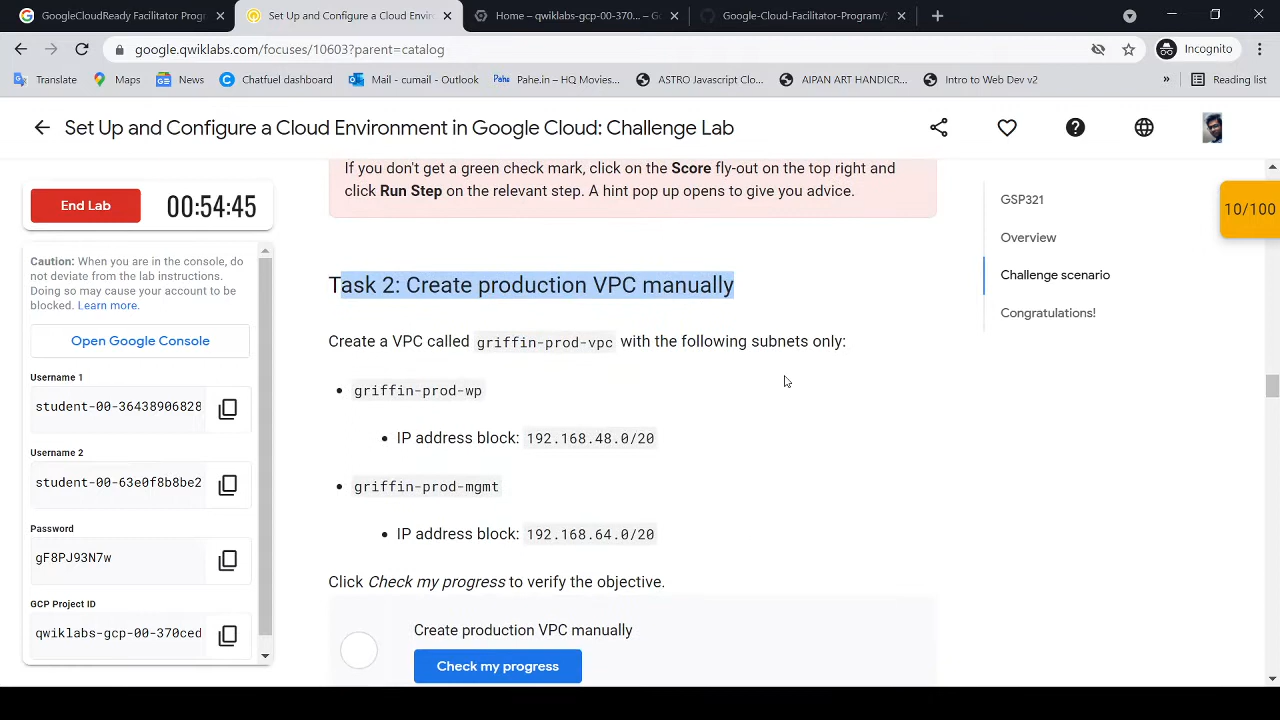 GoogleCloudReady Facilitator Prog
Set Up and Configure a Cloud Envir
Home – qwiklabs-gcp-00-370... – G
Google-Cloud-Facilitator-Program/
google.qwiklabs.com/focuses/10603?parent=catalog
Incognito
Translate
Maps
News
Chatfuel dashboard
Mail - cumail - Outlook
Pahe.in – HQ Movies...
ASTRO Javascript Clo...
AIPAN ART HANDICR...
Intro to Web Dev v2
»
Reading list
Set Up and Configure a Cloud Environment in Google Cloud: Challenge Lab
End Lab
00:54:45
Caution: When you are in the console, do
not deviate from the lab instructions.
Doing so may cause your account to be
blocked. Learn more.
Open Google Console
Username 1
student-00-36438906828
Username 2
student-00-63e0f8b8be2
Password
gF8PJ93N7w
GCP Project ID
qwiklabs-gcp-00-370ced
If you don't get a green check mark, click on the Score fly-out on the top right and
click Run Step on the relevant step. A hint pop up opens to give you advice.
Task 2: Create production VPC manually
Create a VPC called griffin-prod-vpc with the following subnets only:
• griffin-prod-wp
• IP address block: 192.168.48.0/20
• griffin-prod-mgmt
• IP address block: 192.168.64.0/20
Click Check my progress to verify the objective.
Create production VPC manually
Check my progress
GSP321
Overview
Challenge scenario
Congratulations!
10/100